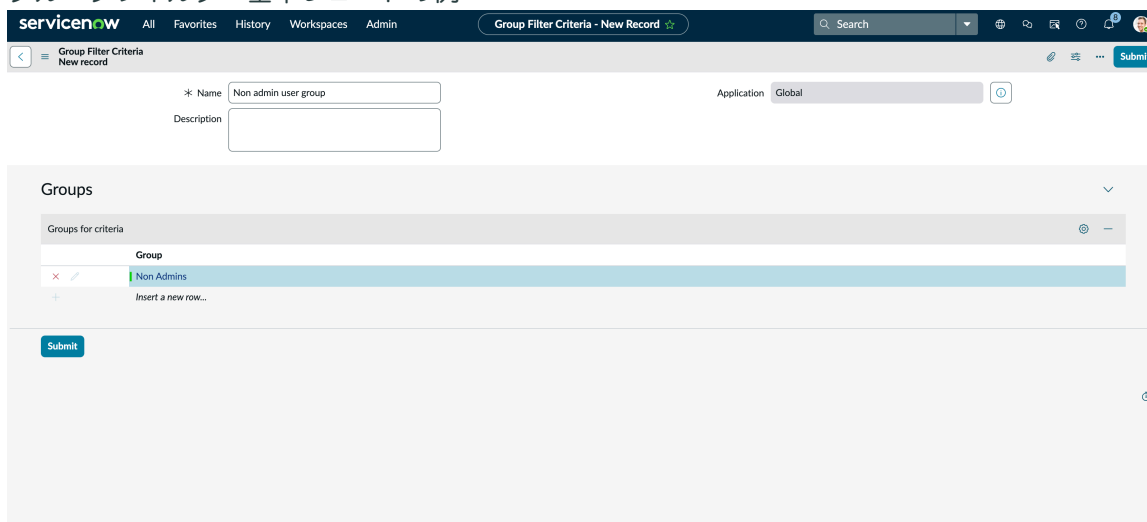 servicenow All Favorites History Workspaces Admin Group Filter Criteria - New Record ☆ Search 8
Group Filter Criteria
New record
Submi
Name Non admin user group Application Global
Description
Groups
Groups for criteria
Group
Non Admins
Insert a new row...
Submit